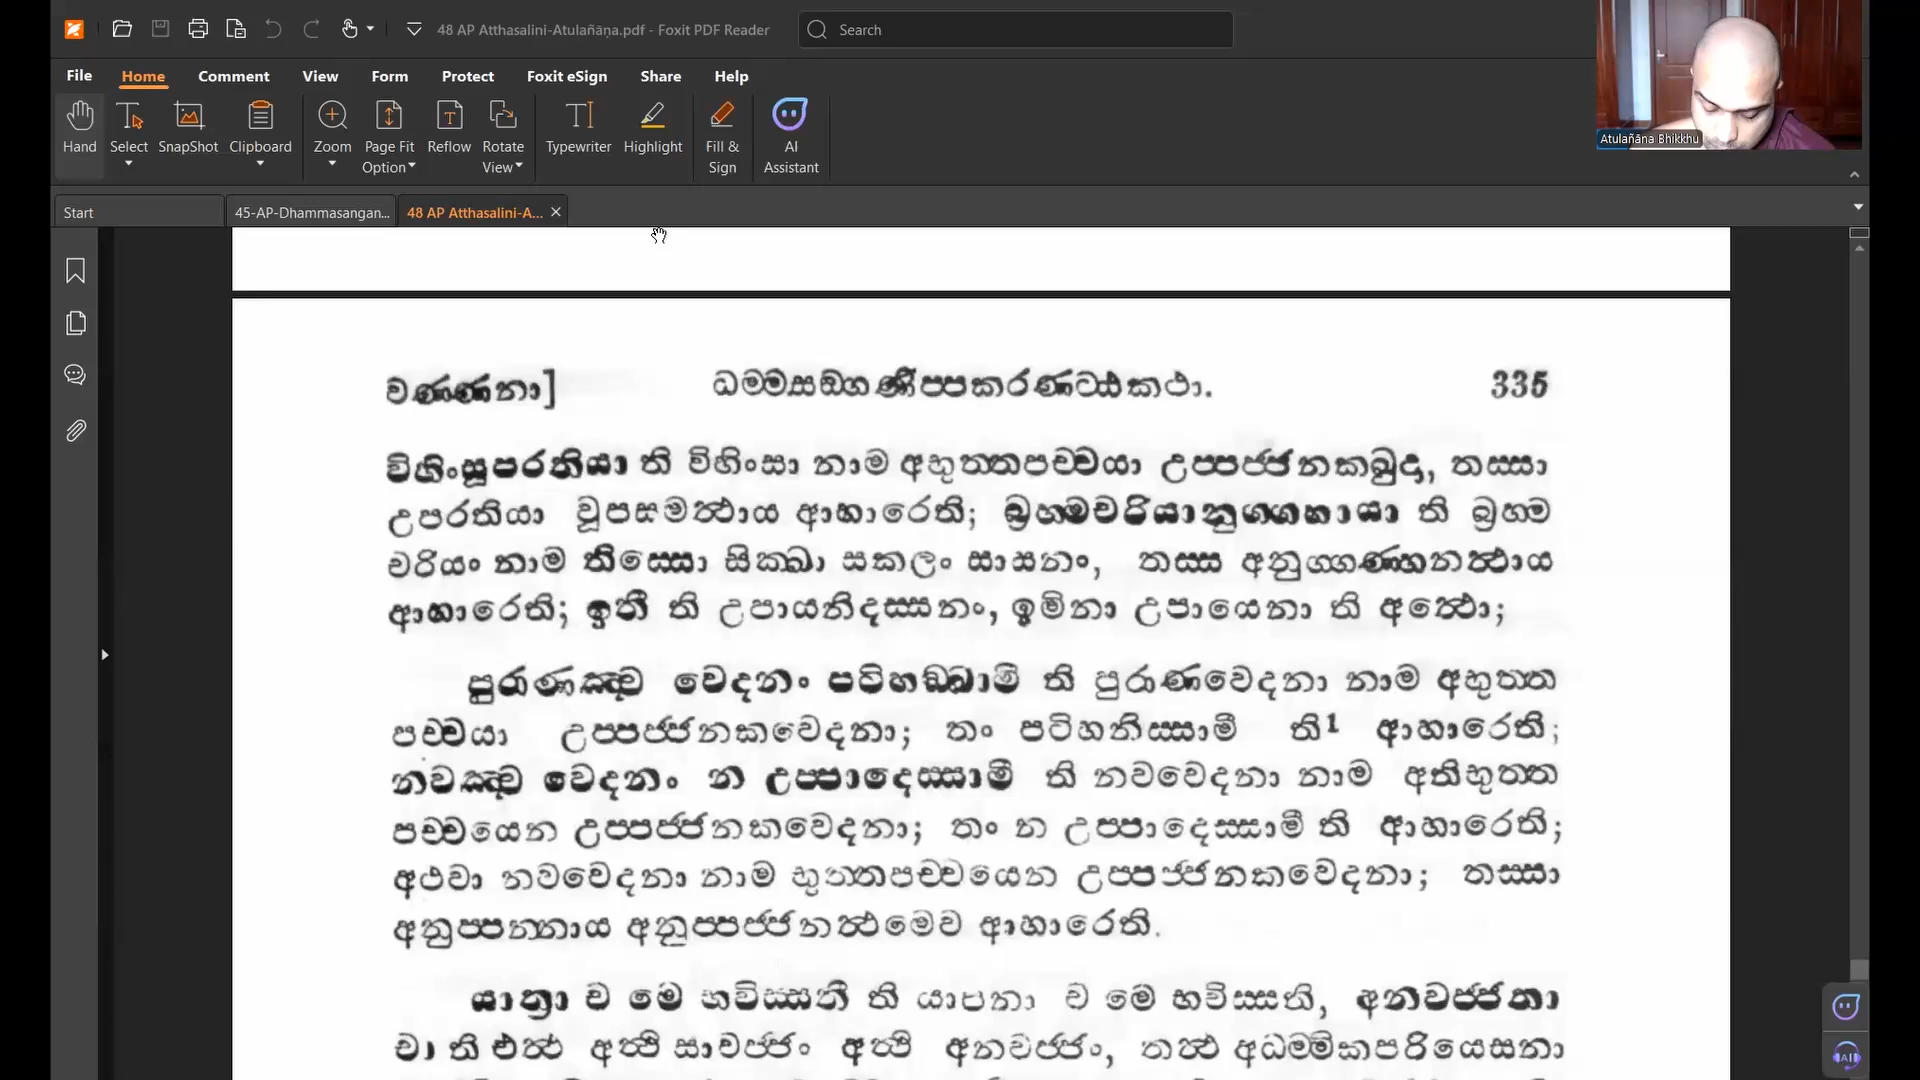 48 AP Atthasalini-Atulañāṇa.pdf - Foxit PDF Reader
Search
File Home Comment View Form Protect Foxit eSign Share Help
Hand Select SnapShot Clipboard Zoom Page Fit Option Reflow Rotate View Typewriter Highlight Fill & Sign AI Assistant
Atulañāna Bhikkhu
Start 45-AP-Dhammasangan... 48 AP Atthasalini-A...
වණ්ණනා] ධම්මසඞ්ගණීප්පකරණට්ඨකථා. 335
විහිංසූපරතියා ති විහිංසා නාම අභුත්තපච්චයා උප්පජ්ජනකඛුදා, තස්සා
උපරතියා වූපසමත්ථාය ආහාරෙති; බ්‍රහ්මචරියානුග්ගහායා ති බ්‍රහ්ම
චරියං නාම තිස්සො සික්ඛා සකලං සාසනං, තස්ස අනුග්ගණ්හනත්ථාය
ආහාරෙති; ඉතී ති උපායනිදස්සනං, ඉමිනා උපායෙනා ති අත්ථො;
පුරාණඤ්ච වෙදනං පටිහඞ්ඛාමී ති පුරාණවෙදනා නාම අභුත්ත
පච්චයා උප්පජ්ජනකවෙදනා; තං පටිහනිස්සාමී ති¹ ආහාරෙති;
නවඤ්ච වෙදනං න උප්පාදෙස්සාමී ති නවවෙදනා නාම අතිභුත්ත
පච්චයෙන උප්පජ්ජනකවෙදනා; තං න උප්පාදෙස්සාමී ති ආහාරෙති;
අථවා නවවෙදනා නාම භුත්තපච්චයෙන උප්පජ්ජනකවෙදනා; තස්සා
අනුප්පන්නාය අනුප්පජ්ජනත්ථමෙව ආහාරෙති.
යාත්‍රා ච මෙ භවිස්සතී ති යාපනා ච මෙ භවිස්සති, අනවජ්ජතා
චා ති එත්ථ අත්ථි සාවජ්ජං අත්ථි අනවජ්ජං, තත්ථ අධම්මිකපරියෙසනා